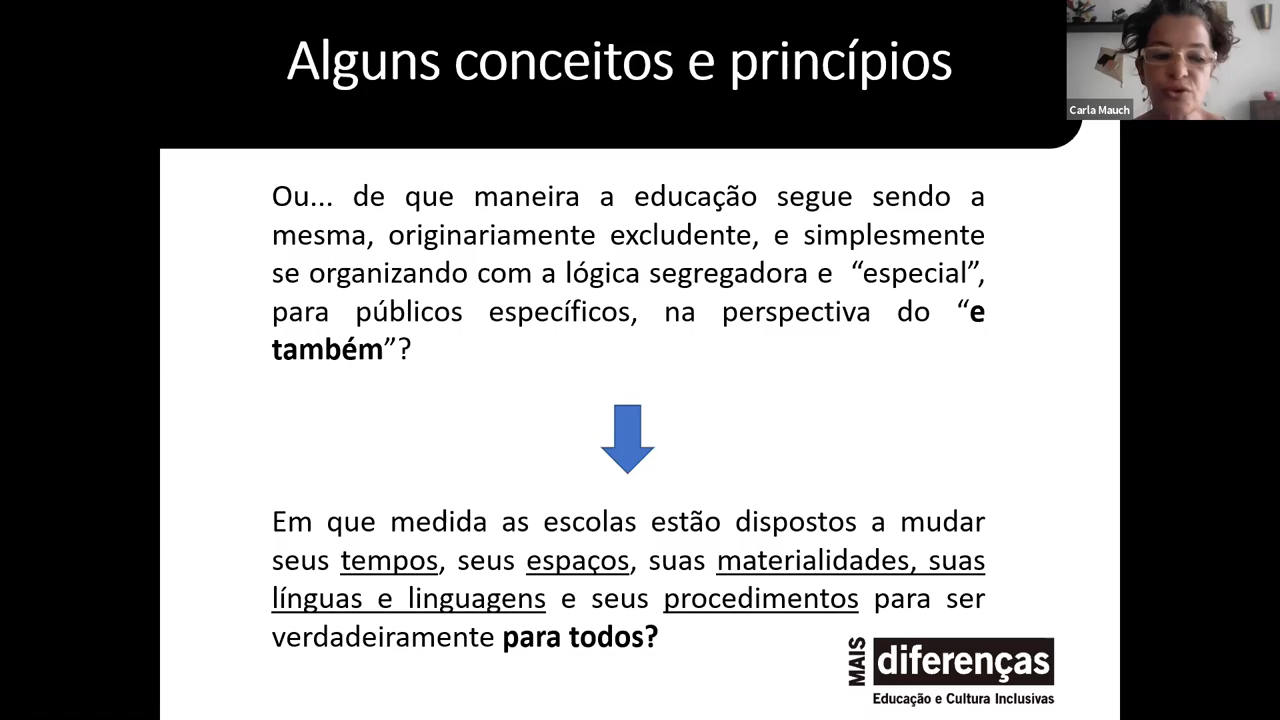 Alguns conceitos e princípios
Carla Mauch
Ou... de que maneira a educação segue sendo a
mesma, originariamente excludente, e simplesmente
se organizando com a lógica segregadora e “especial”,
para públicos específicos, na perspectiva do “e
também”?
Em que medida as escolas estão dispostos a mudar
seus tempos, seus espaços, suas materialidades, suas
línguas e linguagens e seus procedimentos para ser
verdadeiramente para todos?
MAIS
diferenças
Educação e Cultura Inclusivas